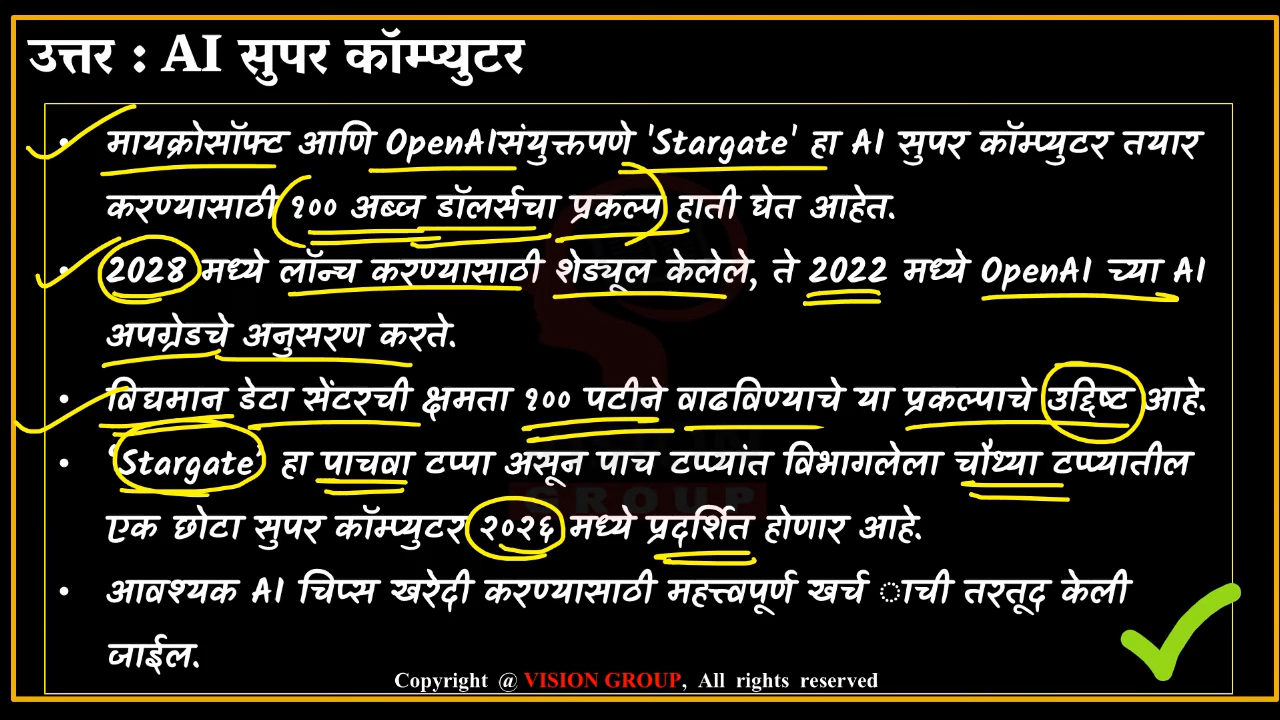 उत्तर : AI सुपर कॉम्प्युटर
• मायक्रोसॉफ्ट आणि OpenAIसंयुक्तपणे 'Stargate' हा AI सुपर कॉम्प्युटर तयार
करण्यासाठी १०० अब्ज डॉलर्सचा प्रकल्प हाती घेत आहेत.
• 2028 मध्ये लॉन्च करण्यासाठी शेड्यूल केलेले, ते 2022 मध्ये OpenAI च्या AI
अपग्रेडचे अनुसरण करते.
• विद्यमान डेटा सेंटरची क्षमता १०० पटीने वाढविण्याचे या प्रकल्पाचे उद्दिष्ट आहे.
• 'Stargate' हा पाचवा टप्पा असून पाच टप्प्यांत विभागलेला चौथ्या टप्प्यातील
एक छोटा सुपर कॉम्प्युटर २०२६ मध्ये प्रदर्शित होणार आहे.
• आवश्यक AI चिप्स खरेदी करण्यासाठी महत्त्वपूर्ण खर्च ाची तरतूद केली
जाईल.
GROUP
Copyright @ VISION GROUP, All rights reserved